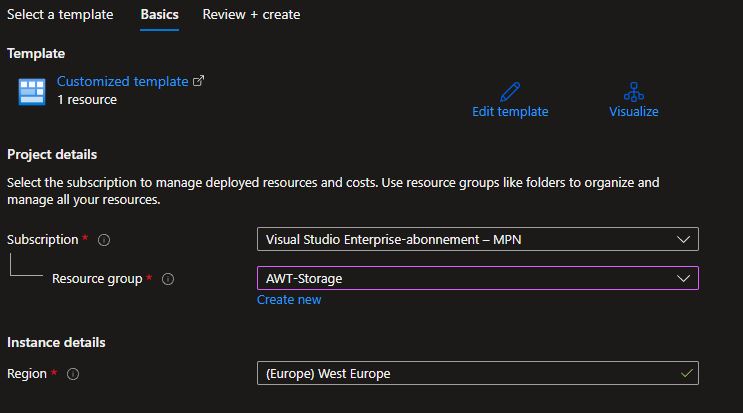 Select a template Basics Review + create
Template
Customized template
1 resource
Edit template Visualize
Project details
Select the subscription to manage deployed resources and costs. Use resource groups like folders to organize and
manage all your resources.
Subscription * Visual Studio Enterprise-abonnement – MPN
Resource group * AWT-Storage
Create new
Instance details
Region * (Europe) West Europe